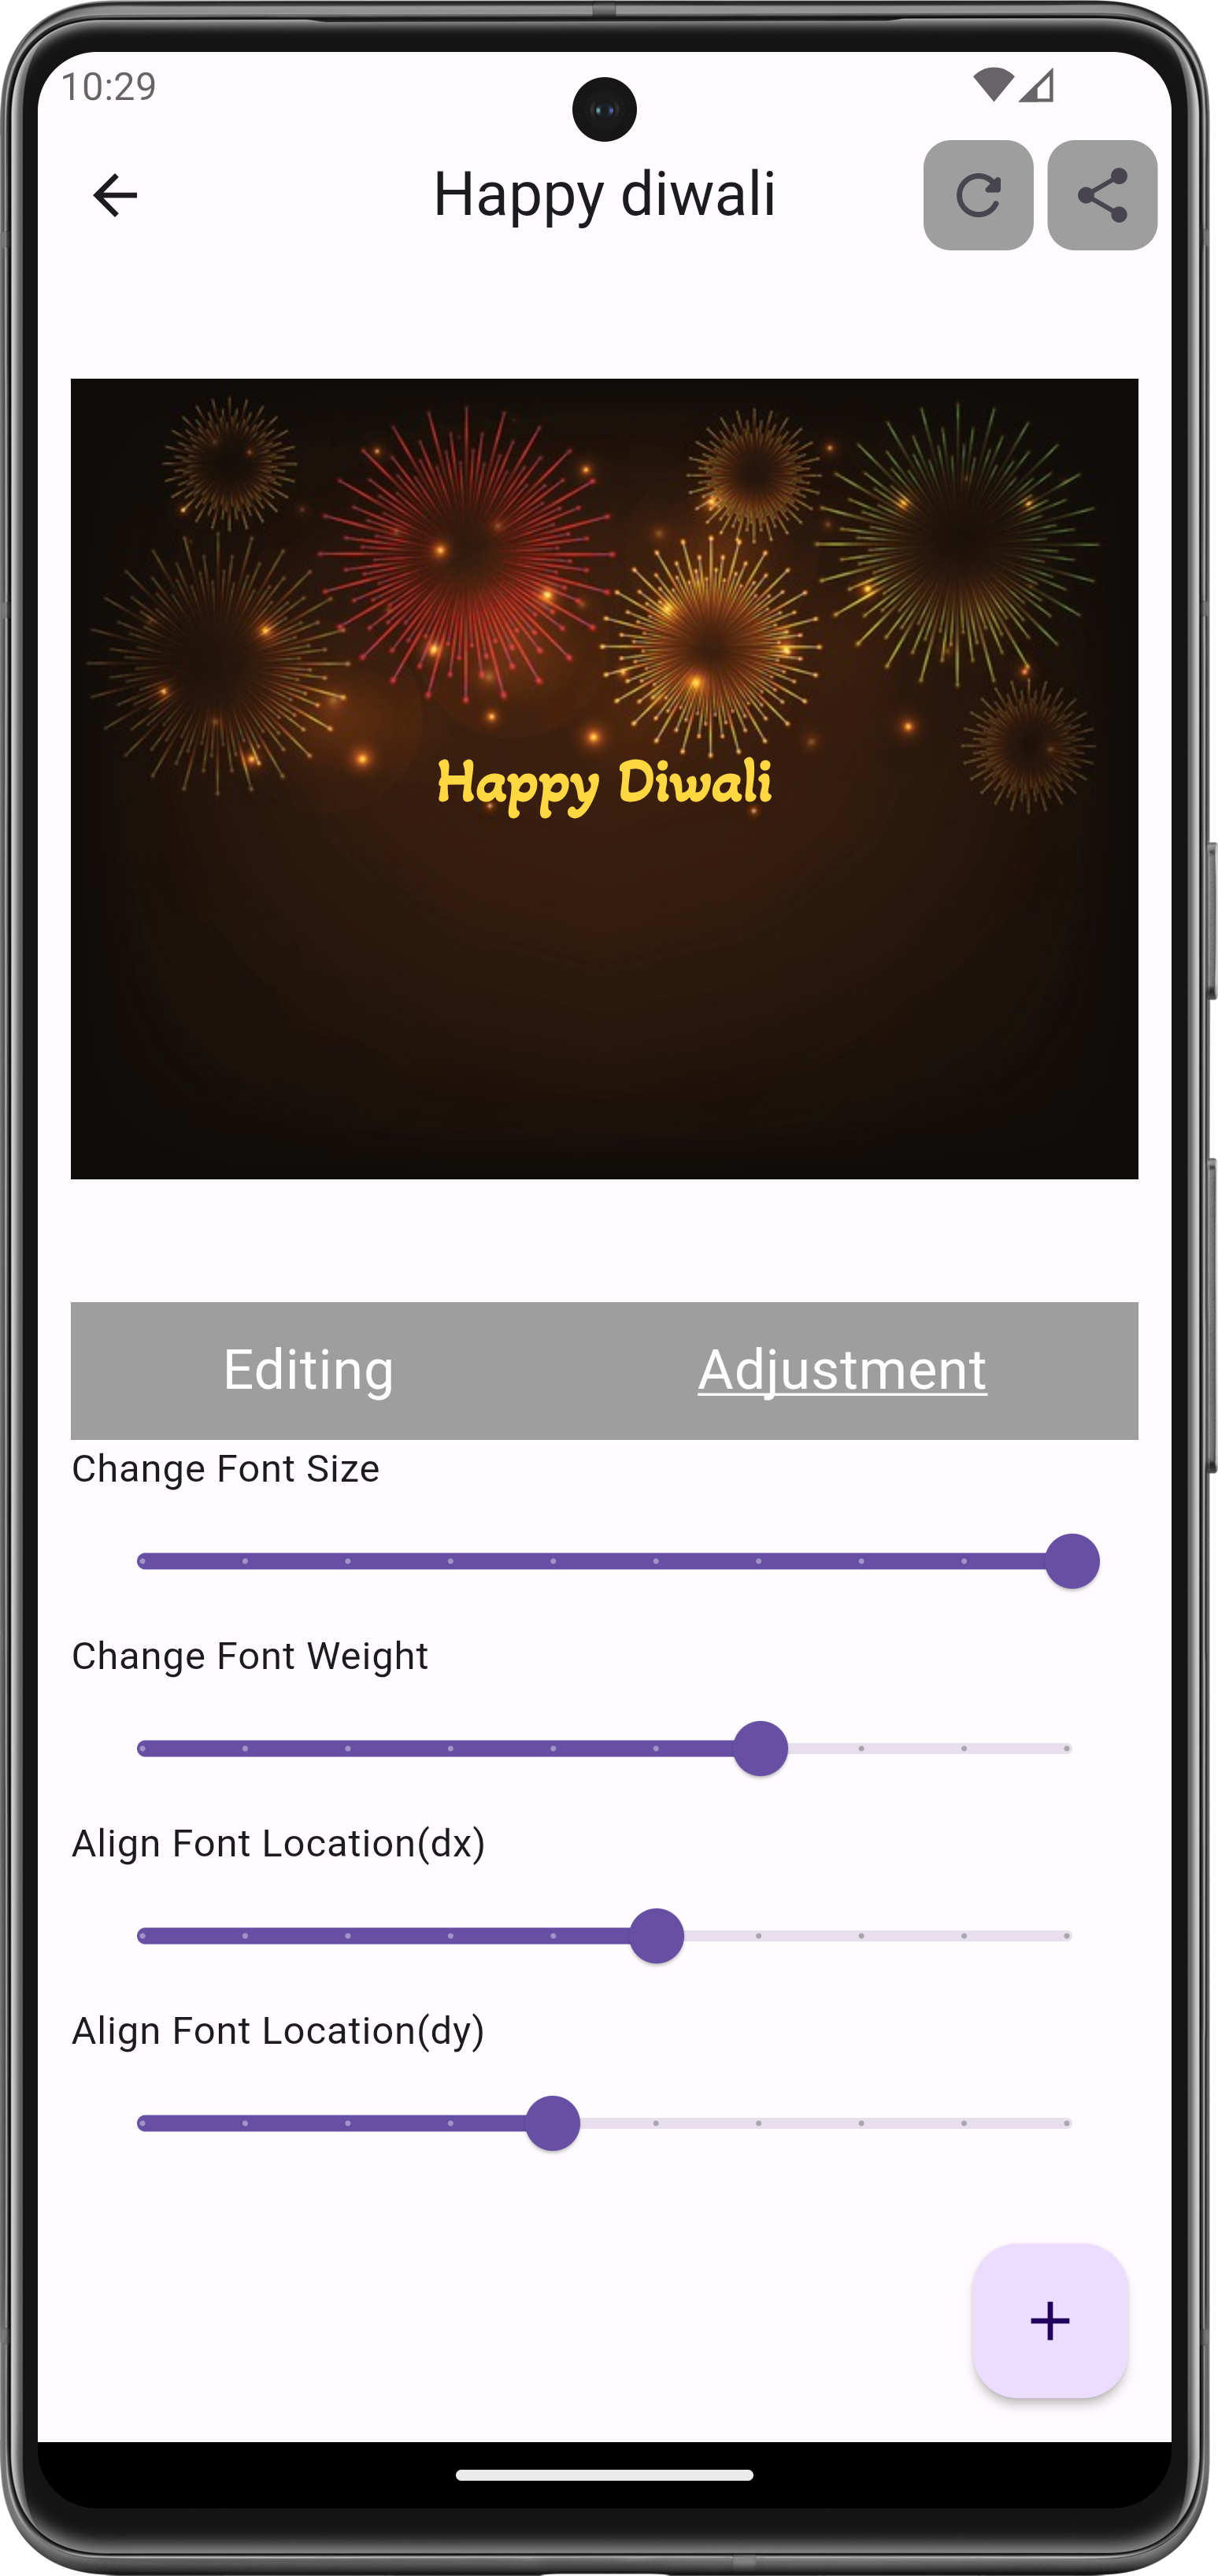 10:29
Happy diwali
Happy Diwali
Editing Adjustment
Change Font Size
Change Font Weight
Align Font Location(dx)
Align Font Location(dy)